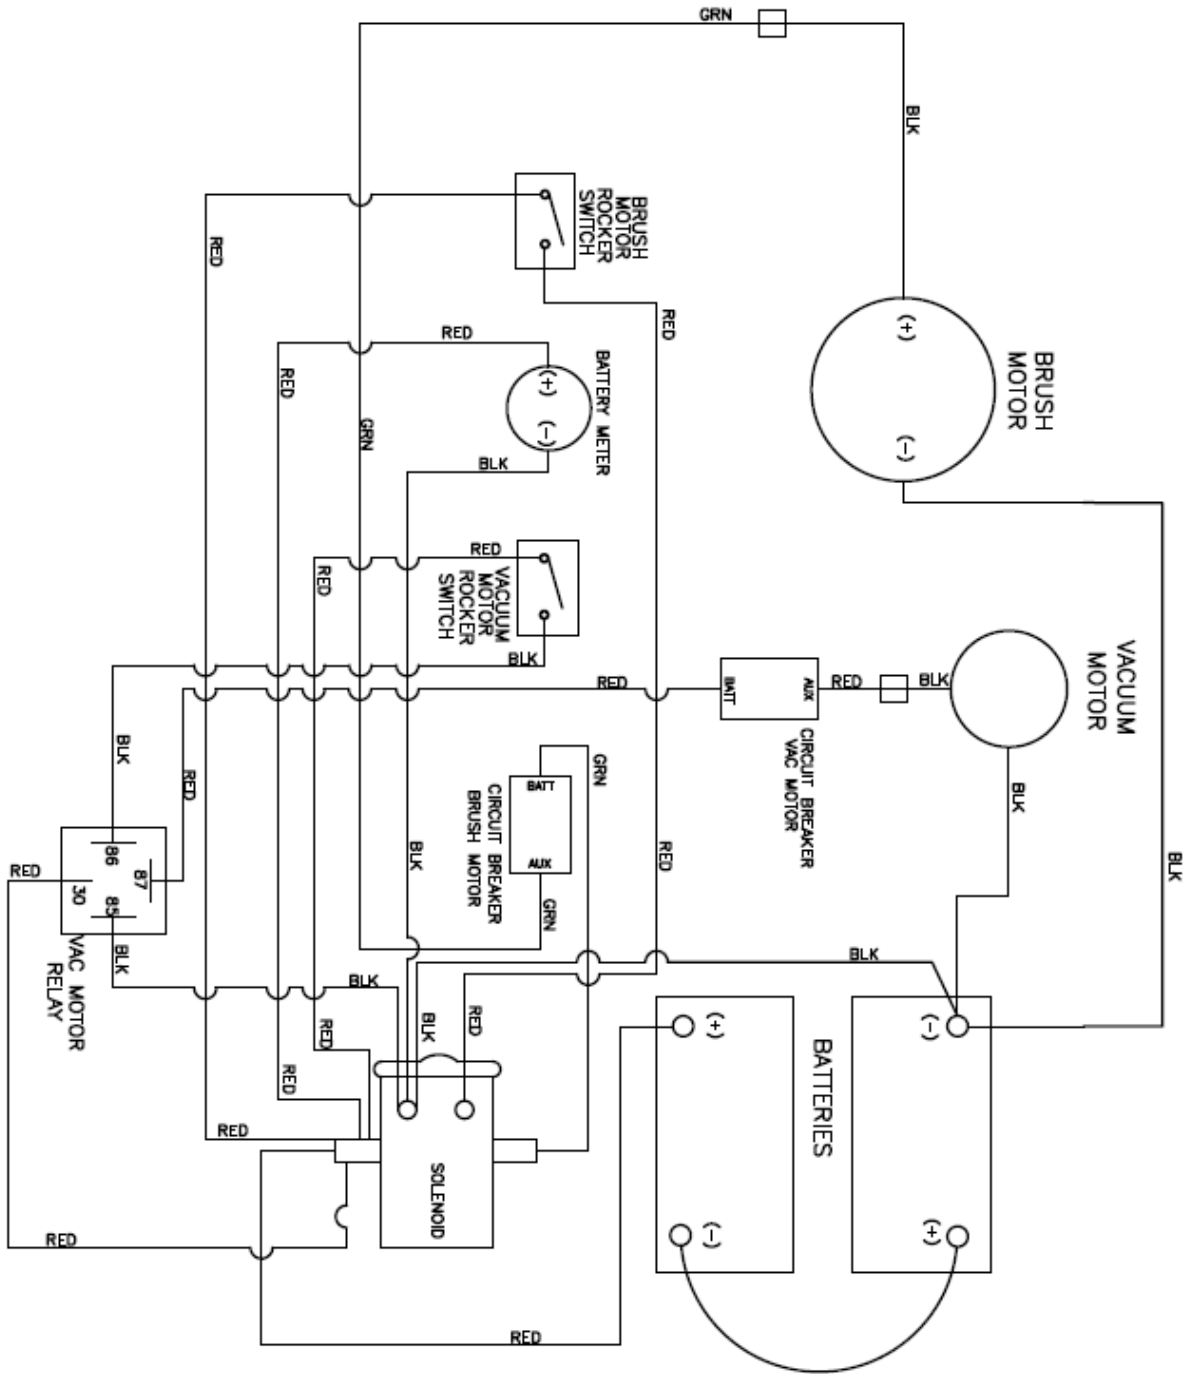 GRN
BLK
BRUSH
MOTOR
ROCKER
SWITCH
RED
RED
(+)
(-)
BRUSH
MOTOR
RED
RED
(+)
(-)
BATTERY METER
GRN
BLK
RED
RED
VACUUM
MOTOR
ROCKER
SWITCH
BLK
RED
BATT
AUX
RED
BLK
VACUUM
MOTOR
CIRCUIT BREAKER
VAC MOTOR
BLK
BLK
RED
GRN
BATT
AUX
CIRCUIT BREAKER
BRUSH MOTOR
GRN
BLK
RED
BLK
RED
86
87
30
85
VAC MOTOR
RELAY
BLK
BLK
BLK
BLK
RED
RED
RED
RED
(+)
(-)
BATTERIES
(-)
(+)
SOLENOID
RED
RED